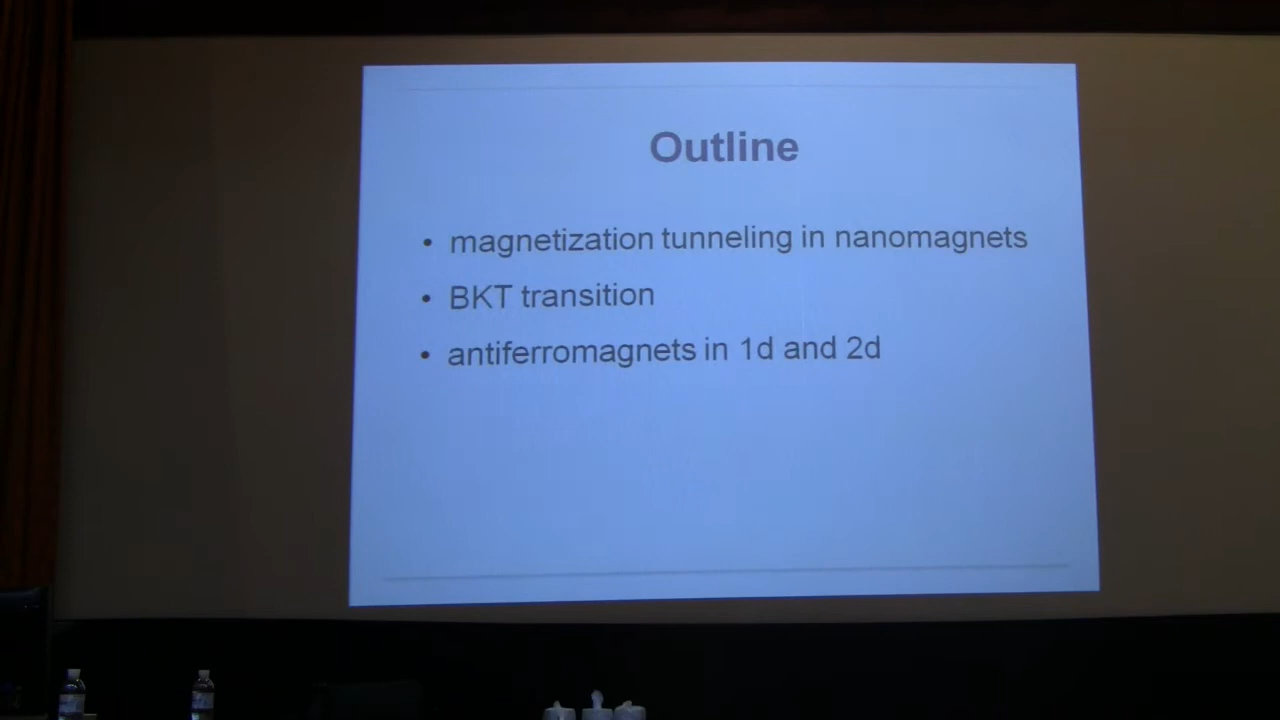 Outline
• magnetization tunneling in nanomagnets
• BKT transition
• antiferromagnets in 1d and 2d